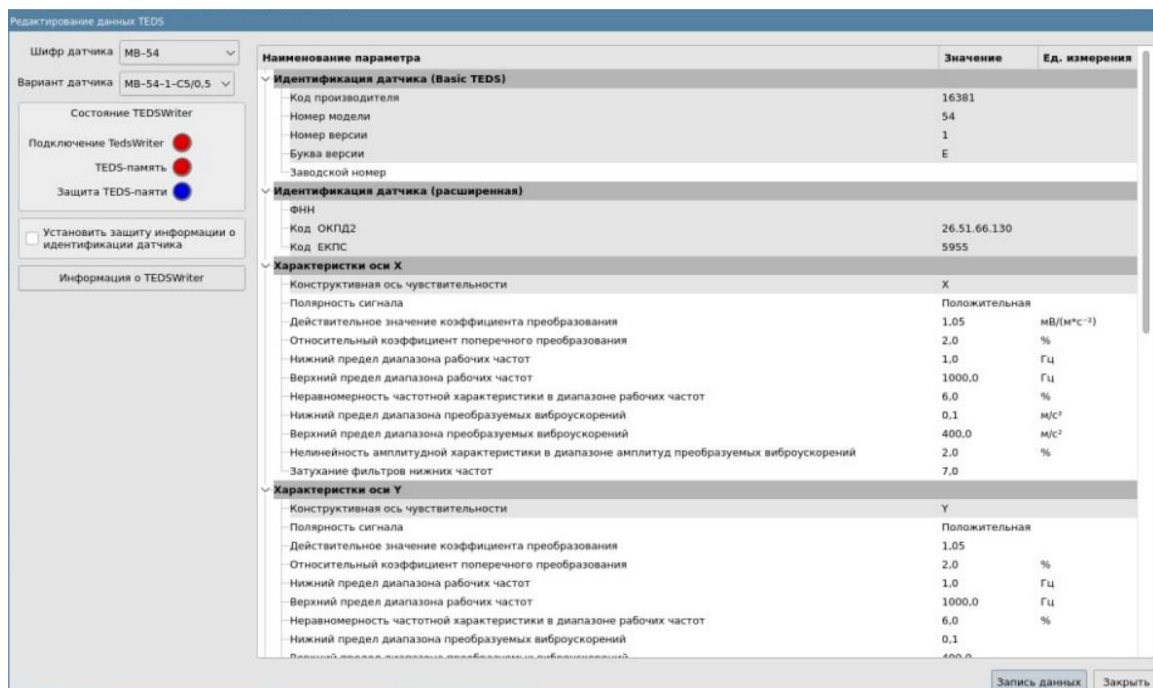 Редактирование данных TEDS
Шифр датчика МВ-54
Вариант датчика МВ-54-1-С5/0,5
Состояние TEDSWriter
Подключение TedsWriter
TEDS-память
Защита TEDS-паяти
Установить защиту информации о
идентификации датчика
Информация о TEDSWriter
Наименование параметра Значение Ед. измерения
Идентификация датчика (Basic TEDS)
Код производителя 16381
Номер модели 54
Номер версии 1
Буква версии E
Заводской номер
Идентификация датчика (расширенная)
ФНН
Код ОКПД2 26.51.66.130
Код ЕКПС 5955
Характеристики оси X
Конструктивная ось чувствительности X
Полярность сигнала Положительная
Действительное значение коэффициента преобразования 1,05 мВ/(м*с⁻²)
Относительный коэффициент поперечного преобразования 2,0 %
Нижний предел диапазона рабочих частот 1,0 Гц
Верхний предел диапазона рабочих частот 1000,0 Гц
Неравномерность частотной характеристики в диапазоне рабочих частот 6,0 %
Нижний предел диапазона преобразуемых виброускорений 0,1 м/с²
Верхний предел диапазона преобразуемых виброускорений 400,0 м/с²
Нелинейность амплитудной характеристики в диапазоне амплитуд преобразуемых виброускорений 2,0 %
Затухание фильтров нижних частот 7,0
Характеристики оси Y
Конструктивная ось чувствительности Y
Полярность сигнала Положительная
Действительное значение коэффициента преобразования 1,05
Относительный коэффициент поперечного преобразования 2,0 %
Нижний предел диапазона рабочих частот 1,0 Гц
Верхний предел диапазона рабочих частот 1000,0 Гц
Неравномерность частотной характеристики в диапазоне рабочих частот 6,0 %
Нижний предел диапазона преобразуемых виброускорений 0,1
Верхний предел диапазона преобразуемых виброускорений 400,0
Запись данных Закрыть